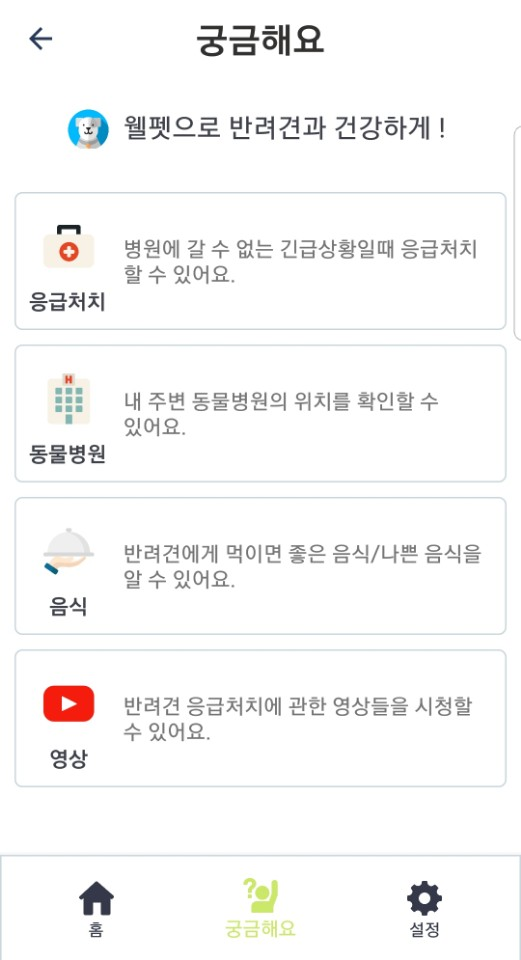 궁금해요
웰펫으로 반려견과 건강하게 !
병원에 갈 수 없는 긴급상황일때 응급처치
할 수 있어요.
응급처치
H
내 주변 동물병원의 위치를 확인할 수
있어요.
동물병원
반려견에게 먹이면 좋은 음식/나쁜 음식을
알 수 있어요.
음식
반려견 응급처치에 관한 영상들을 시청할
수 있어요.
영상
?
홈
궁금해요
설정